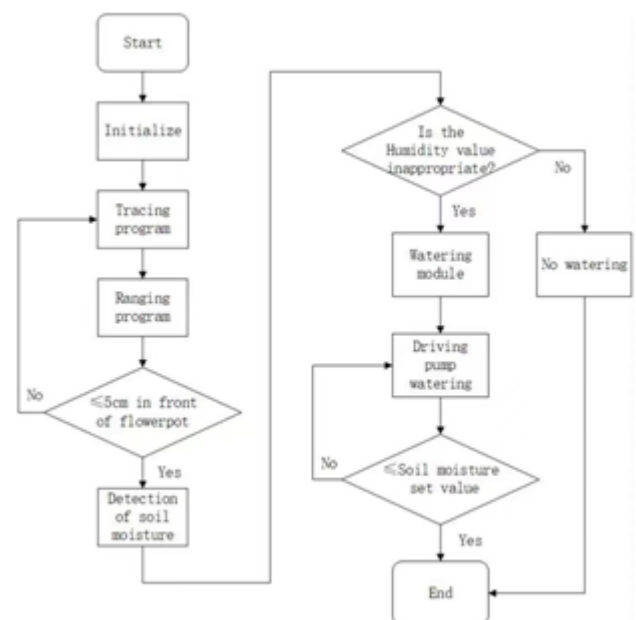 Start
Initialize
Tracing
program
Ranging
program
≤5cm in front
of flowerpot
No
Yes
Detection
of soil
moisture
Is the
Humidity value
inappropriate?
No
Yes
Watering
module
No watering
Driving
pump
watering
≤Soil moisture
set value
No
Yes
End